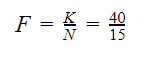 F = K/N = 40/15